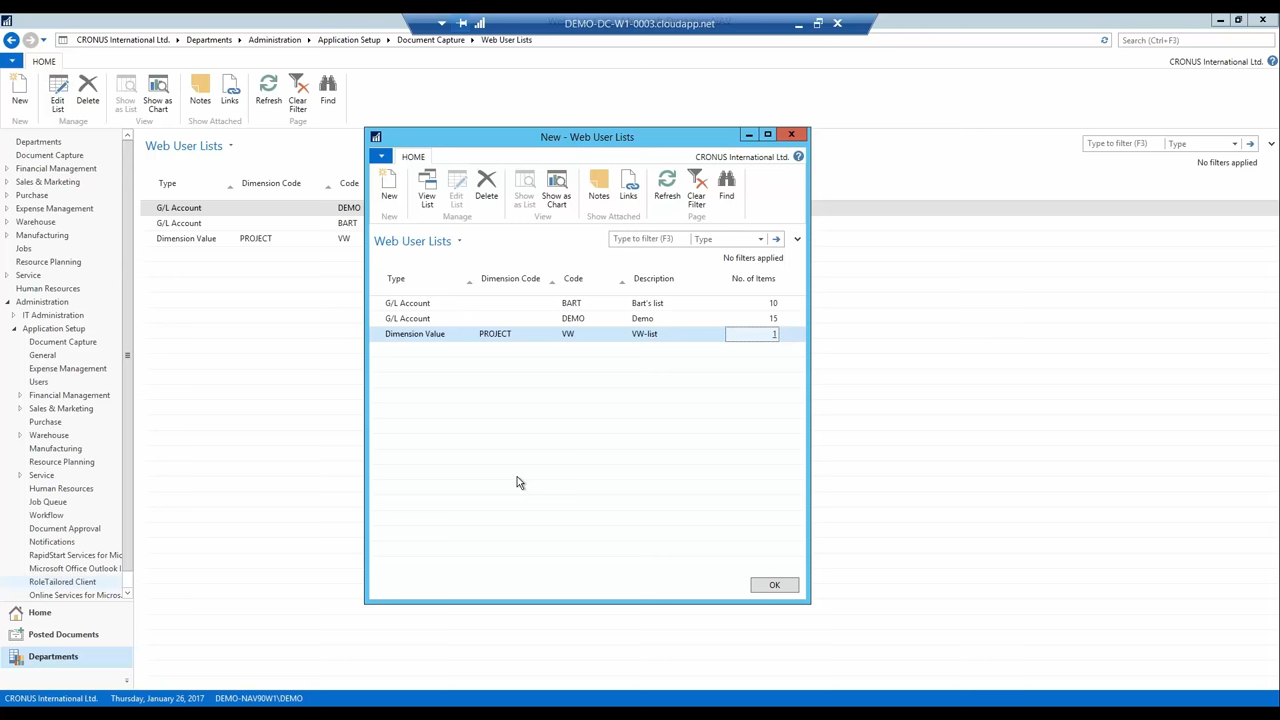 DEMO-DC-W1-0003.cloudapp.net
CRONUS International Ltd. Departments Administration Application Setup Document Capture Web User Lists
Search (Ctrl+F3)
HOME
CRONUS International Ltd.
New
Edit List
Delete
Show as List
Show as Chart
Notes
Links
Refresh
Clear Filter
Find
New
Manage
View
Show Attached
Page
Departments
Document Capture
Financial Management
Sales & Marketing
Purchase
Expense Management
Warehouse
Manufacturing
Jobs
Resource Planning
Service
Human Resources
Administration
IT Administration
Application Setup
Document Capture
General
Expense Management
Users
Financial Management
Sales & Marketing
Purchase
Warehouse
Manufacturing
Resource Planning
Service
Human Resources
Job Queue
Workflow
Document Approval
Notifications
RapidStart Services for Mic
Microsoft Office Outlook I
RoleTailored Client
Online Services for Micros.
Home
Posted Documents
Departments
Web User Lists
Type to filter (F3) Type
No filters applied
Type Dimension Code Code
G/L Account DEMO
G/L Account BART
Dimension Value PROJECT VW
New - Web User Lists
HOME
CRONUS International Ltd.
New
View List
Edit List
Delete
Show as List
Show as Chart
Notes
Links
Refresh
Clear Filter
Find
New
Manage
View
Show Attached
Page
Web User Lists
Type to filter (F3) Type
No filters applied
Type Dimension Code Code Description No. of Items
G/L Account BART Bart's list 10
G/L Account DEMO Demo 15
Dimension Value PROJECT VW VW-list 1
OK
CRONUS International Ltd. Thursday, January 26, 2017 DEMO-NAV90W1\DEMO